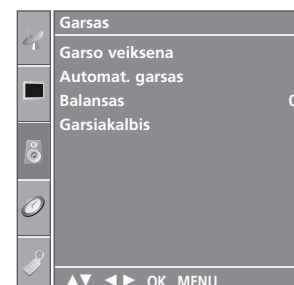 Garsas
Garso veiksena
Automat. garsas
Balansas 0
Garsiakalbis
▲▼ ◄► OK MENU